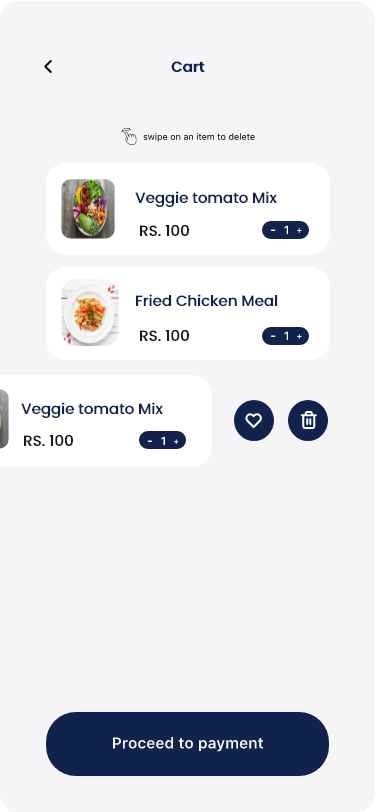 Cart
swipe on an item to delete
Veggie tomato Mix
RS. 100
- 1 +
Fried Chicken Meal
RS. 100
- 1 +
Veggie tomato Mix
RS. 100
- 1 +
Proceed to payment